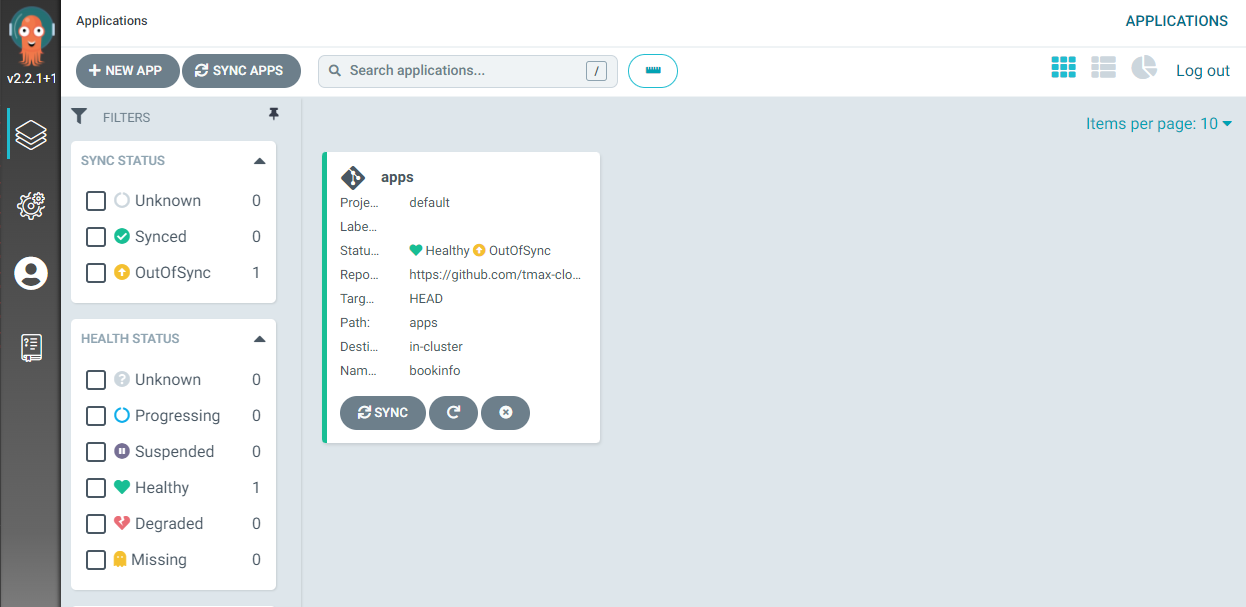 Applications
APPLICATIONS
v2.2.1+1
NEW APP
SYNC APPS
Search applications...
/
Log out
FILTERS
Items per page: 10
SYNC STATUS
Unknown 0
Synced 0
OutOfSync 1
HEALTH STATUS
Unknown 0
Progressing 0
Suspended 0
Healthy 1
Degraded 0
Missing 0
apps
Proje... default
Labe...
Statu... Healthy OutOfSync
Repo... https://github.com/tmax-clo...
Targ... HEAD
Path: apps
Desti... in-cluster
Nam... bookinfo
SYNC